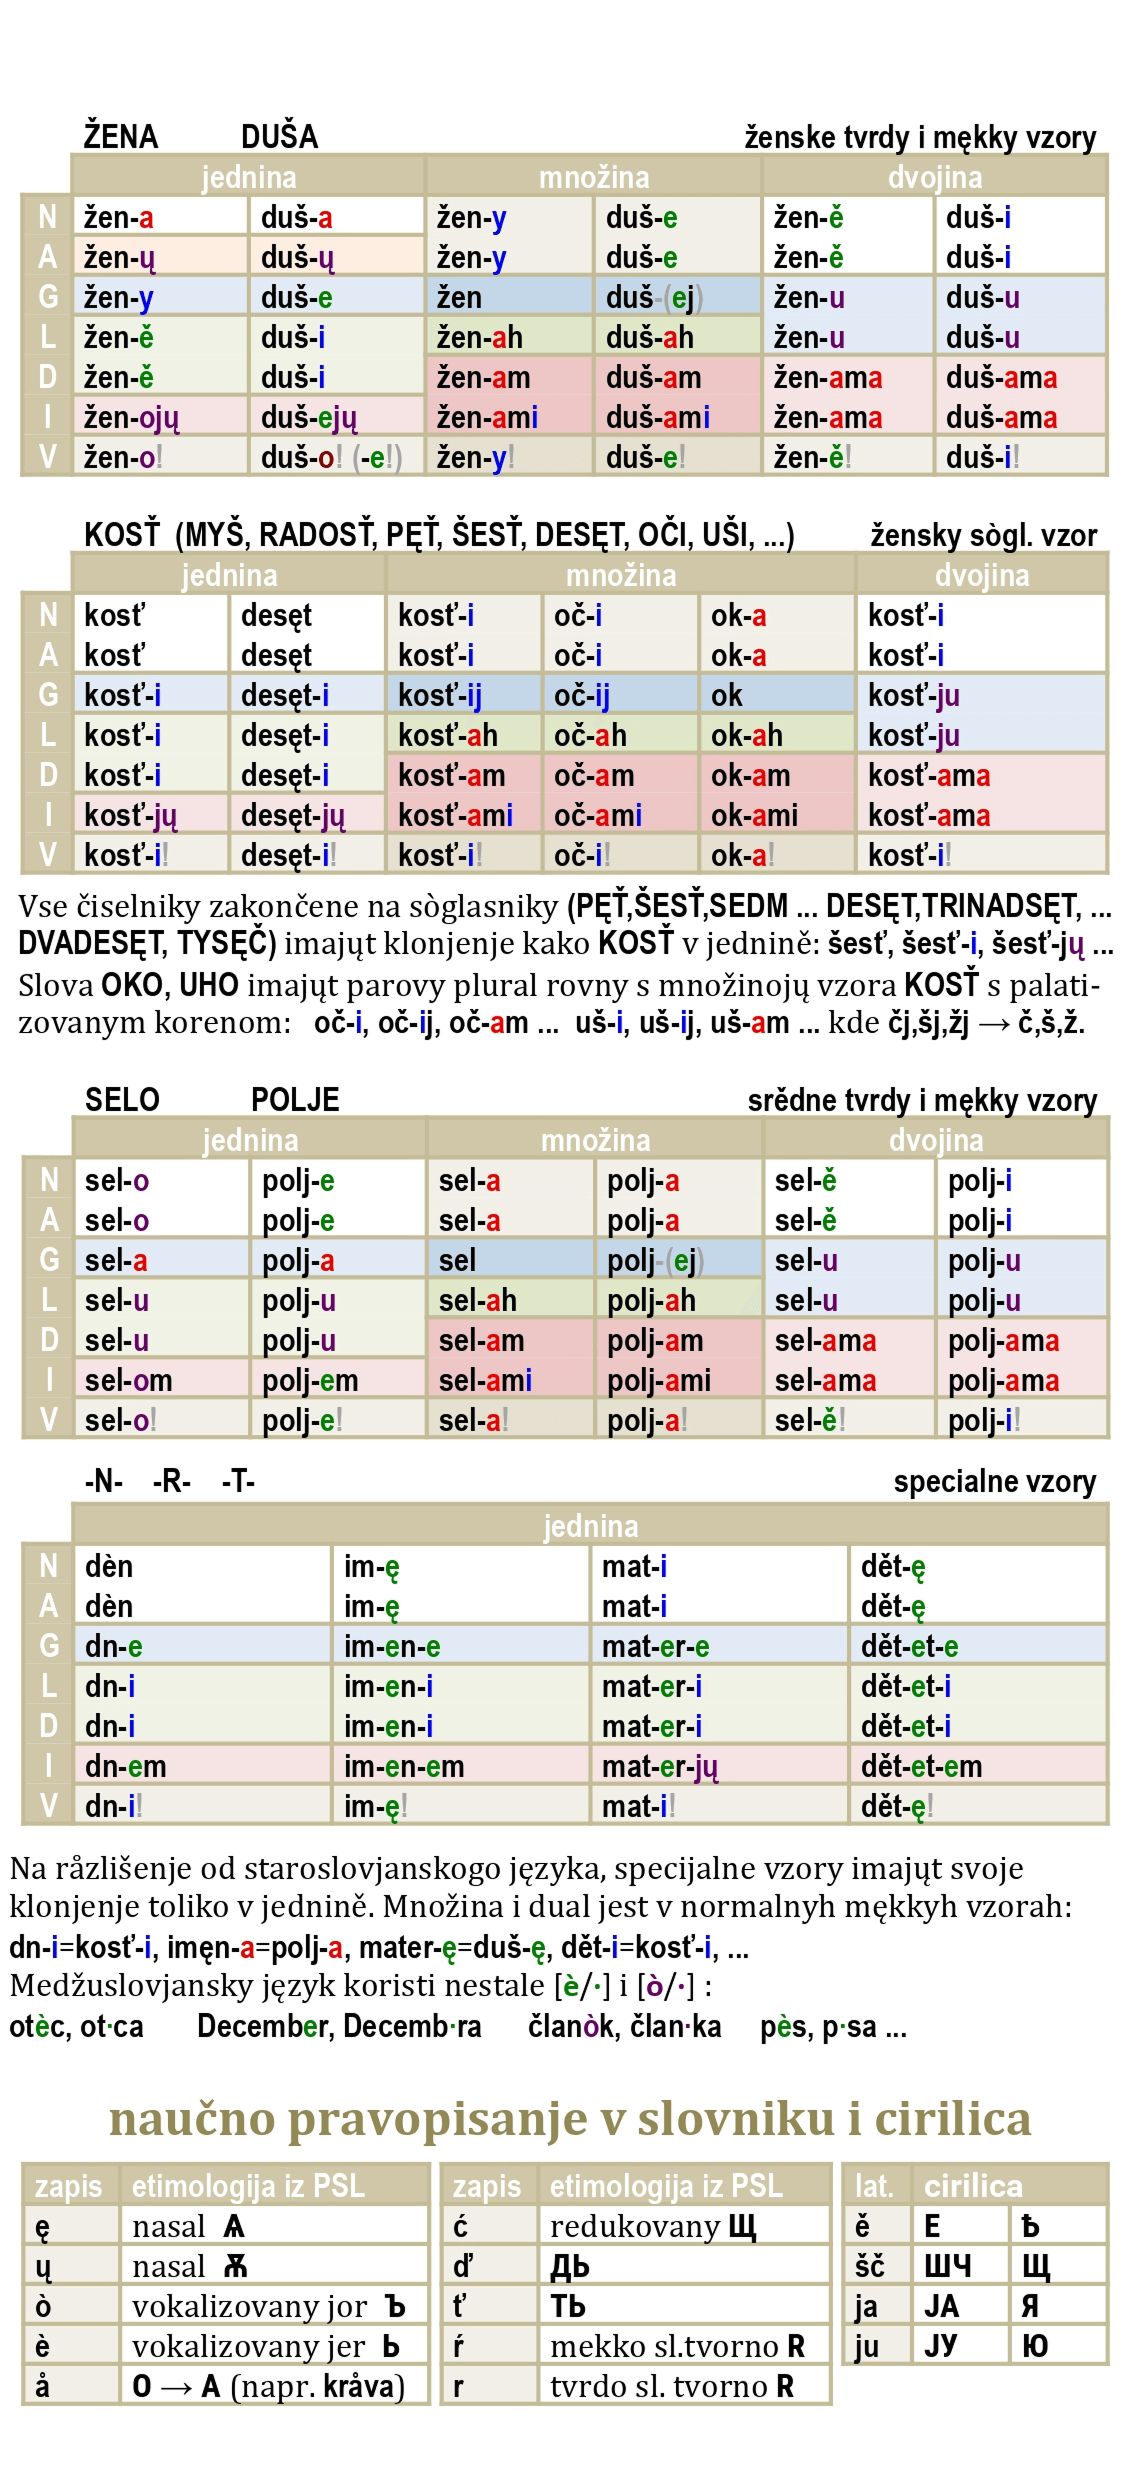 ŽENA DUŠA ženske tvrdy i mękky vzory
jednina množina dvojina
N žen-a duš-a žen-y duš-e žen-ě duš-i
A žen-ų duš-ų žen-y duš-e žen-ě duš-i
G žen-y duš-e žen duš-(ej) žen-u duš-u
L žen-ě duš-i žen-ah duš-ah žen-u duš-u
D žen-ě duš-i žen-am duš-am žen-ama duš-ama
I žen-ojų duš-ejų žen-ami duš-ami žen-ama duš-ama
V žen-o! duš-o! (-e!) žen-y! duš-e! žen-ě! duš-i!
KOSŤ (MYŠ, RADOSŤ, PĘŤ, ŠESŤ, DESĘT, OČI, UŠI, ...) žensky sògl. vzor
jednina množina dvojina
N kosť desęt kosť-i oč-i ok-a kosť-i
A kosť desęt kosť-i oč-i ok-a kosť-i
G kosť-i desęt-i kosť-ij oč-ij ok kosť-ju
L kosť-i desęt-i kosť-ah oč-ah ok-ah kosť-ju
D kosť-i desęt-i kosť-am oč-am ok-am kosť-ama
I kosť-jų desęt-jų kosť-ami oč-ami ok-ami kosť-ama
V kosť-i! desęt-i! kosť-i! oč-i! ok-a! kosť-i!
Vse čiselniky zakončene na sòglasniky (PĘŤ,ŠESŤ,SEDM ... DESĘT,TRINADSĘT, ...
DVADESĘT, TYSĘČ) imajųt klonjenje kako KOSŤ v jednině: šesť, šesť-i, šesť-jų ...
Slova OKO, UHO imajųt parovy plural rovny s množinojų vzora KOSŤ s palati-
zovanym korenom: oč-i, oč-ij, oč-am ... uš-i, uš-ij, uš-am ... kde čj,šj,žj → č,š,ž.
SELO POLJE srědne tvrdy i mękky vzory
jednina množina dvojina
N sel-o polj-e sel-a polj-a sel-ě polj-i
A sel-o polj-e sel-a polj-a sel-ě polj-i
G sel-a polj-a sel polj-(ej) sel-u polj-u
L sel-u polj-u sel-ah polj-ah sel-u polj-u
D sel-u polj-u sel-am polj-am sel-ama polj-ama
I sel-om polj-em sel-ami polj-ami sel-ama polj-ama
V sel-o! polj-e! sel-a! polj-a! sel-ě! polj-i!
-N- -R- -T- specialne vzory
jednina
N dèn im-ę mat-i dět-ę
A dèn im-ę mat-i dět-ę
G dn-e im-en-e mat-er-e dět-et-e
L dn-i im-en-i mat-er-i dět-et-i
D dn-i im-en-i mat-er-i dět-et-i
I dn-em im-en-em mat-er-jų dět-et-em
V dn-i! im-ę! mat-i! dět-ę!
Na råzlišenje od staroslovjanskogo języka, specijalne vzory imajųt svoje
klonjenje toliko v jednině. Množina i dual jest v normalnyh mękkyh vzorah:
dn-i=kosť-i, imęn-a=polj-a, mater-ę=duš-ę, dět-i=kosť-i, ...
Medžuslovjansky język koristi nestale [è/·] i [ò/·] :
otèc, ot·ca December, Decemb·ra članòk, član·ka pès, p·sa ...
naučno pravopisanje v slovniku i cirilica
zapis etimologija iz PSL zapis etimologija iz PSL lat. cirilica
ę nasal Ѧ ć redukovany Щ ě Е Ѣ
ų nasal Ѫ ď ДЬ šč ШЧ Щ
ò vokalizovany jor Ъ ť ТЬ ja JA Я
è vokalizovany jer Ь ŕ mekko sl.tvorno R ju JУ Ю
å O → A (napr. kråva) r tvrdo sl. tvorno R